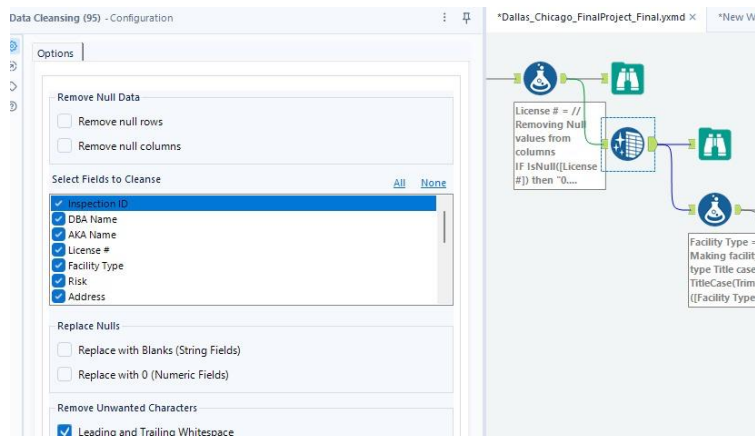 Data Cleansing (95) - Configuration
Options
Remove Null Data
Remove null rows
Remove null columns
Select Fields to Cleanse
All None
Inspection ID
DBA Name
AKA Name
License #
Facility Type
Risk
Address
Replace Nulls
Replace with Blanks (String Fields)
Replace with 0 (Numeric Fields)
Remove Unwanted Characters
Leading and Trailing Whitespace
*Dallas_Chicago_FinalProject_Final.yxmd ×
*New W
License # = //
Removing Null
values from
columns
IF IsNull([License
#]) then "0....
Facility Type =
Making facilit
type Title case
TitleCase(Trim
([Facility Type